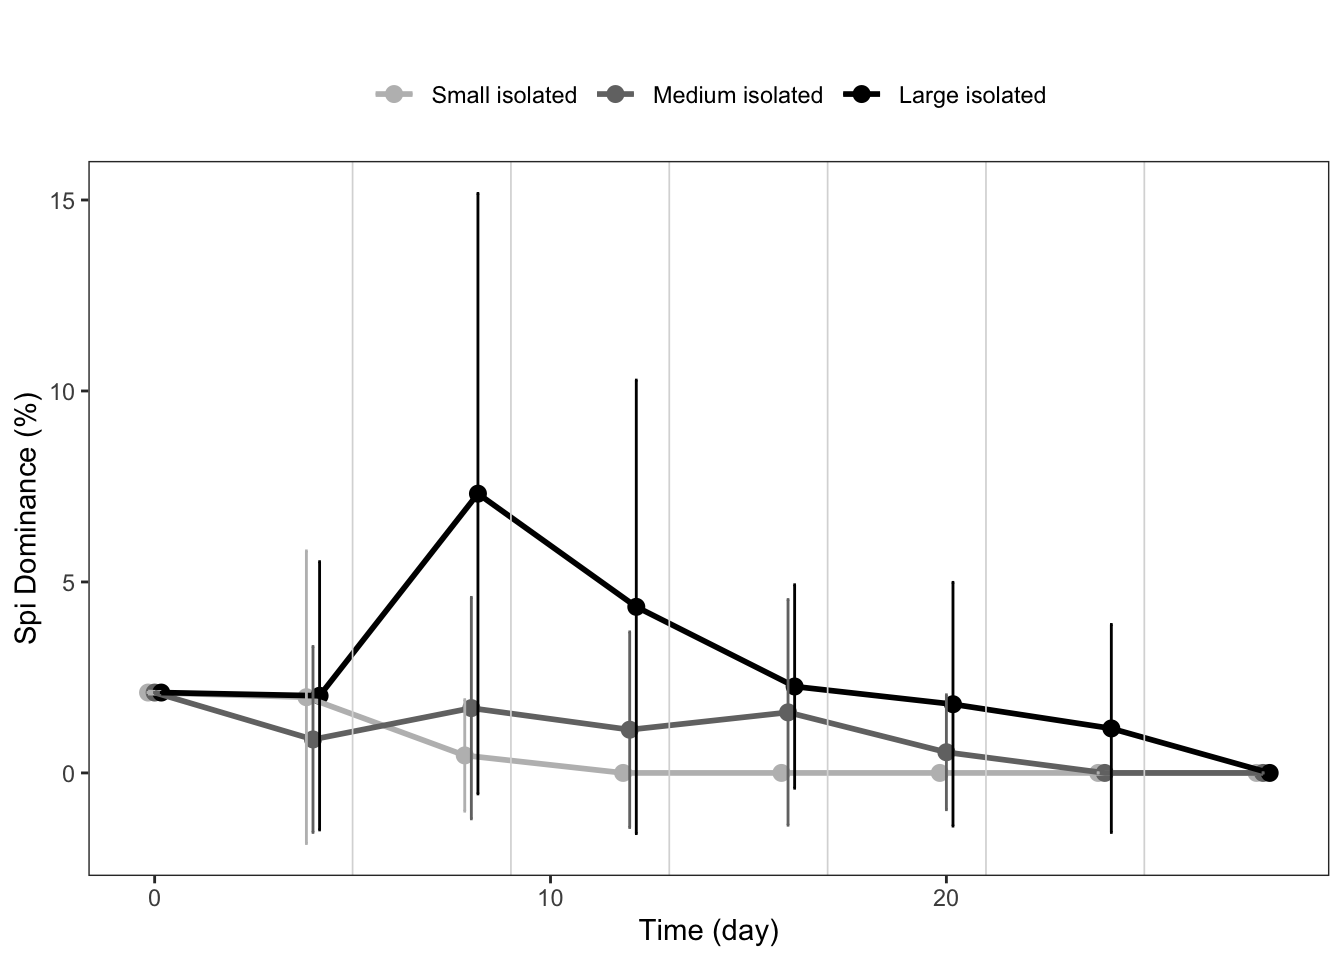 Small isolated Medium isolated Large isolated
15
10
5
0
Spi Dominance (%)
0 10 20
Time (day)